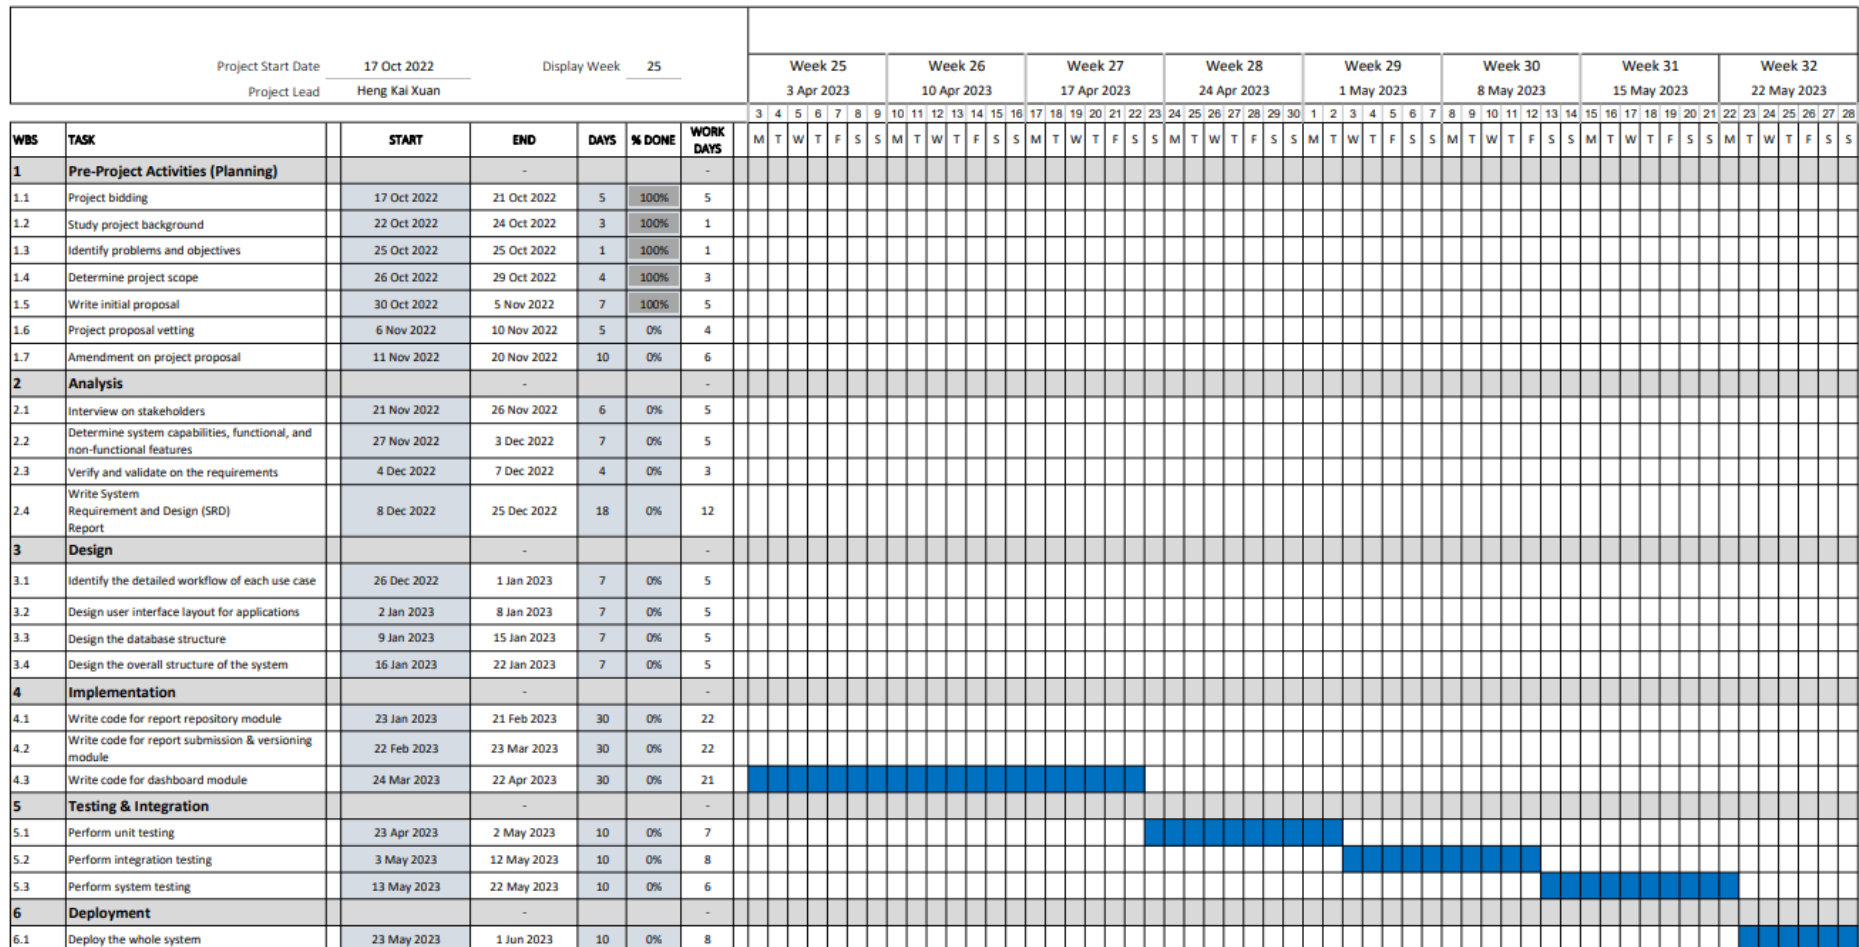 Project Start Date 17 Oct 2022 Display Week 25 Week 25 Week 26 Week 27 Week 28 Week 29 Week 30 Week 31 Week 32
Project Lead Heng Kai Xuan 3 Apr 2023 10 Apr 2023 17 Apr 2023 24 Apr 2023 1 May 2023 8 May 2023 15 May 2023 22 May 2023
3 4 5 6 7 8 9 10 11 12 13 14 15 16 17 18 19 20 21 22 23 24 25 26 27 28 29 30 1 2 3 4 5 6 7 8 9 10 11 12 13 14 15 16 17 18 19 20 21 22 23 24 25 26 27 28
WBS TASK START END DAYS % DONE WORK DAYS M T W T F S S M T W T F S S M T W T F S S M T W T F S S M T W T F S S M T W T F S S M T W T F S S M T W T F S S
1 Pre-Project Activities (Planning) - -
1.1 Project bidding 17 Oct 2022 21 Oct 2022 5 100% 5
1.2 Study project background 22 Oct 2022 24 Oct 2022 3 100% 1
1.3 Identify problems and objectives 25 Oct 2022 25 Oct 2022 1 100% 1
1.4 Determine project scope 26 Oct 2022 29 Oct 2022 4 100% 3
1.5 Write initial proposal 30 Oct 2022 5 Nov 2022 7 100% 5
1.6 Project proposal vetting 6 Nov 2022 10 Nov 2022 5 0% 4
1.7 Amendment on project proposal 11 Nov 2022 20 Nov 2022 10 0% 6
2 Analysis - -
2.1 Interview on stakeholders 21 Nov 2022 26 Nov 2022 6 0% 5
2.2 Determine system capabilities, functional, and
non-functional features 27 Nov 2022 3 Dec 2022 7 0% 5
2.3 Verify and validate on the requirements 4 Dec 2022 7 Dec 2022 4 0% 3
2.4 Write System
Requirement and Design (SRD)
Report 8 Dec 2022 25 Dec 2022 18 0% 12
3 Design - -
3.1 Identify the detailed workflow of each use case 26 Dec 2022 1 Jan 2023 7 0% 5
3.2 Design user interface layout for applications 2 Jan 2023 8 Jan 2023 7 0% 5
3.3 Design the database structure 9 Jan 2023 15 Jan 2023 7 0% 5
3.4 Design the overall structure of the system 16 Jan 2023 22 Jan 2023 7 0% 5
4 Implementation - -
4.1 Write code for report repository module 23 Jan 2023 21 Feb 2023 30 0% 22
4.2 Write code for report submission & versioning
module 22 Feb 2023 23 Mar 2023 30 0% 22
4.3 Write code for dashboard module 24 Mar 2023 22 Apr 2023 30 0% 21
5 Testing & Integration - -
5.1 Perform unit testing 23 Apr 2023 2 May 2023 10 0% 7
5.2 Perform integration testing 3 May 2023 12 May 2023 10 0% 8
5.3 Perform system testing 13 May 2023 22 May 2023 10 0% 6
6 Deployment - -
6.1 Deploy the whole system 23 May 2023 1 Jun 2023 10 0% 8